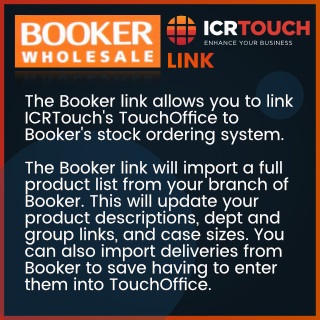 BOOKER
WHOLESALE
ICRTOUCH
ENHANCE YOUR BUSINESS
LINK
The Booker link allows you to link
ICRTouch's TouchOffice to
Booker's stock ordering system.
The Booker link will import a full
product list from your branch of
Booker. This will update your
product descriptions, dept and
group links, and case sizes. You
can also import deliveries from
Booker to save having to enter
them into TouchOffice.